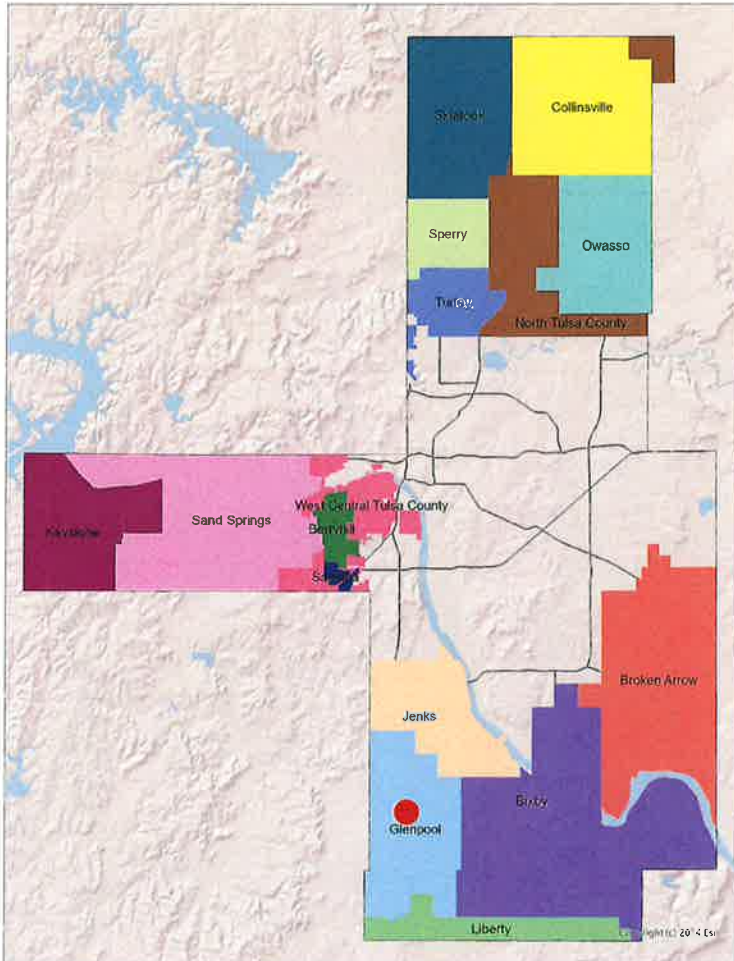 Collinsville
Skiatook
Sperry
Owasso
North Tulsa County
West Central Tulsa County
Sand Springs
Berryhill
Keystone
Broken Arrow
Jenks
Bixby
Glenpool
Liberty